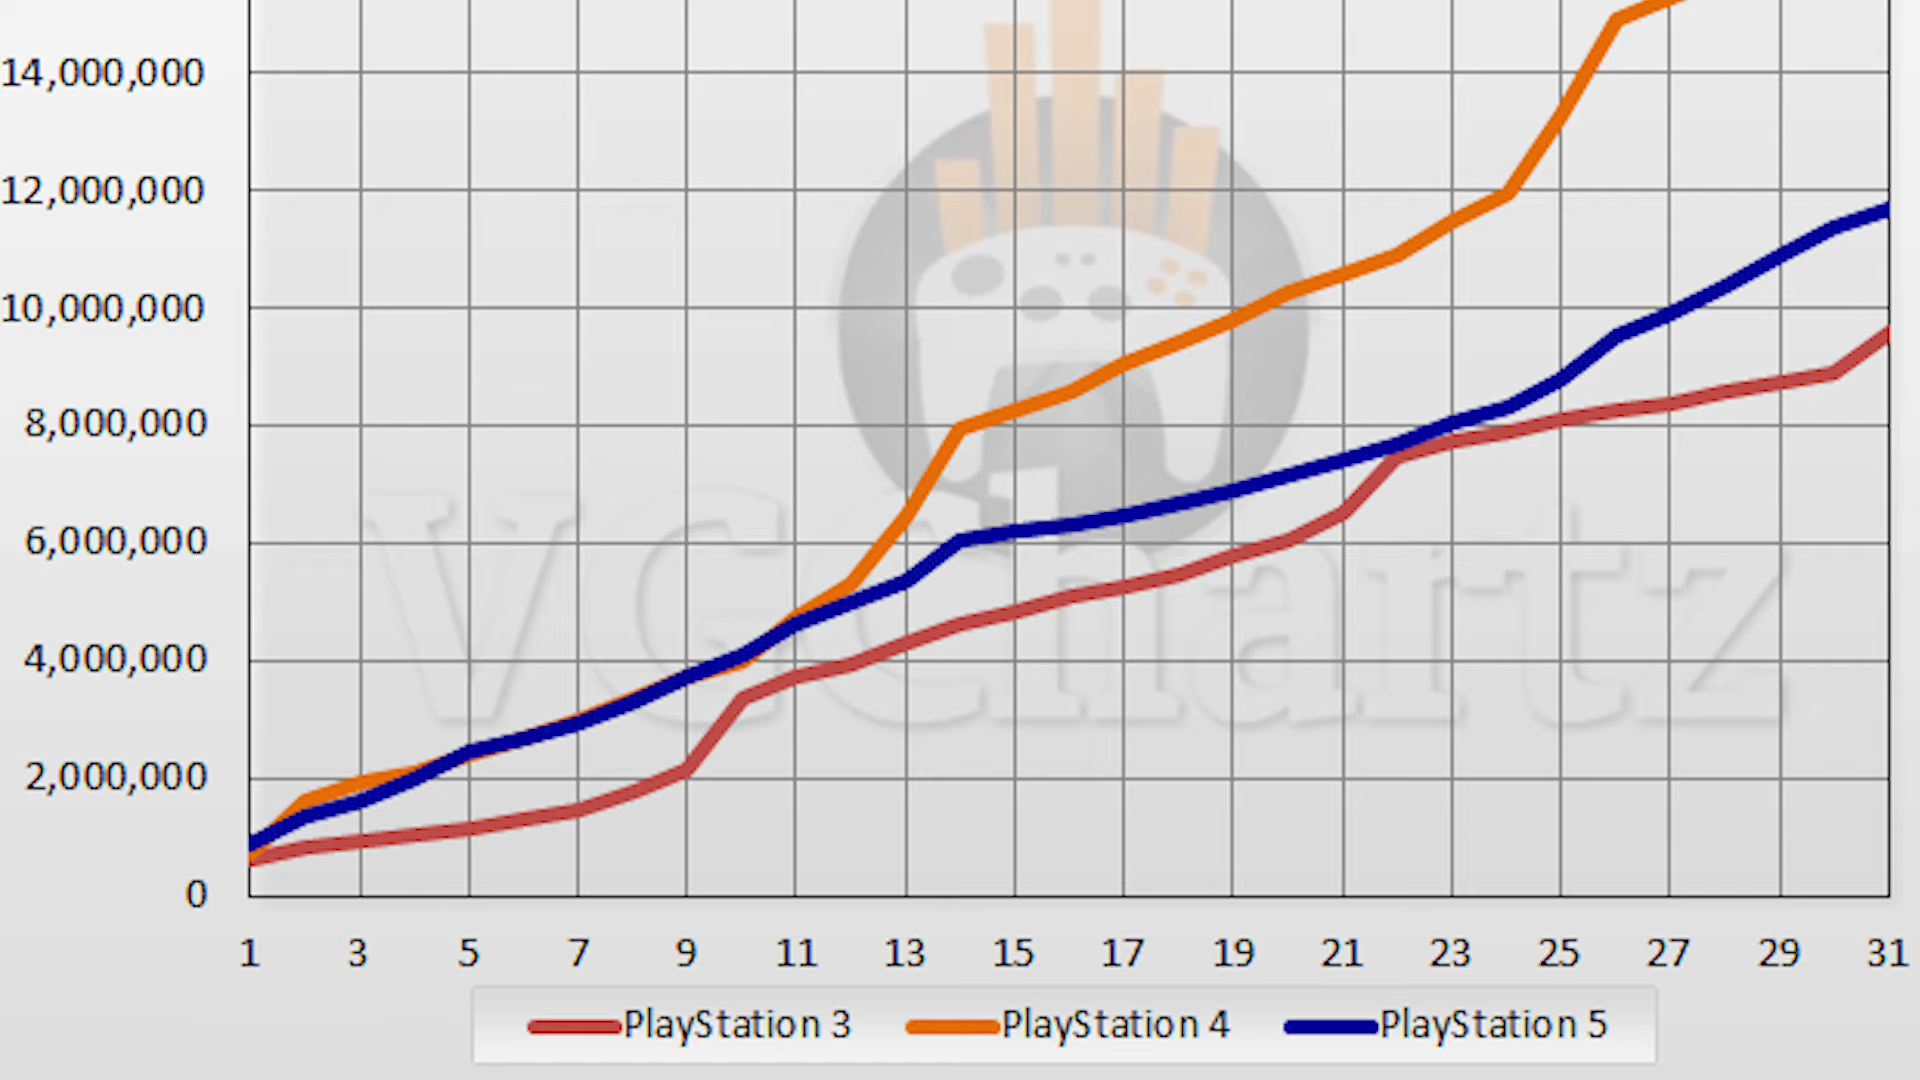 14,000,000
12,000,000
10,000,000
8,000,000
6,000,000
4,000,000
2,000,000
0
VGChartz
1 3 5 7 9 11 13 15 17 19 21 23 25 27 29 31
PlayStation 3 PlayStation 4 PlayStation 5